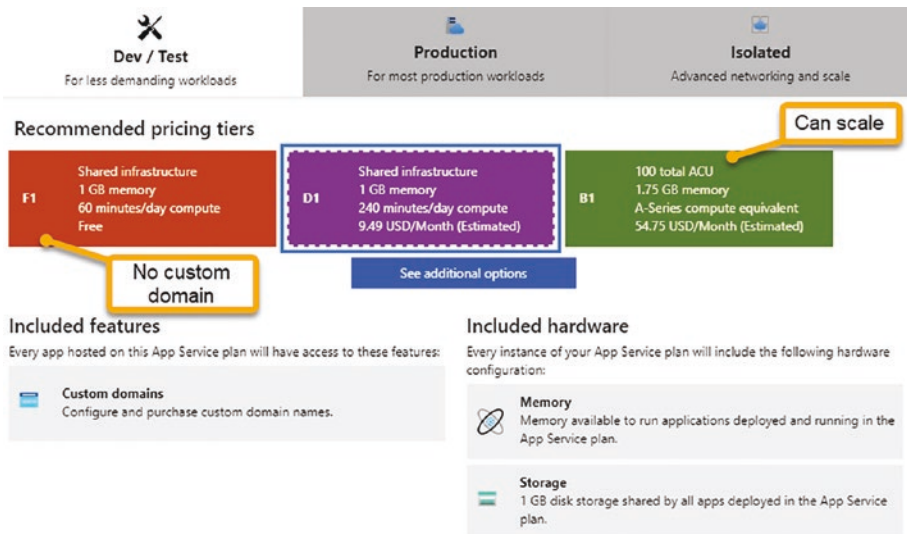 Dev / Test
For less demanding workloads
Production
For most production workloads
Isolated
Advanced networking and scale
Recommended pricing tiers
Can scale
F1
Shared infrastructure
1 GB memory
60 minutes/day compute
Free
D1
Shared infrastructure
1 GB memory
240 minutes/day compute
9.49 USD/Month (Estimated)
B1
100 total ACU
1.75 GB memory
A-Series compute equivalent
54.75 USD/Month (Estimated)
No custom
domain
See additional options
Included features
Every app hosted on this App Service plan will have access to these features:
Custom domains
Configure and purchase custom domain names.
Included hardware
Every instance of your App Service plan will include the following hardware
configuration:
Memory
Memory available to run applications deployed and running in the
App Service plan.
Storage
1 GB disk storage shared by all apps deployed in the App Service
plan.